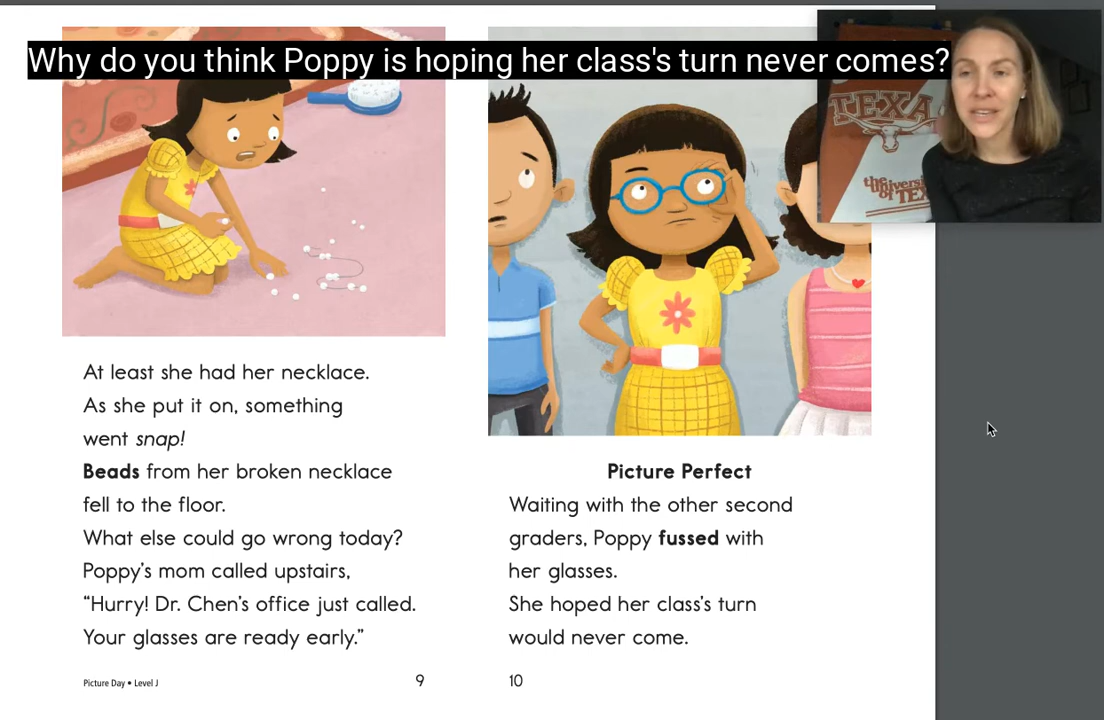 Why do you think Poppy is hoping her class's turn never comes?
TEXA
the
univers
of TEX
At least she had her necklace.
As she put it on, something
went snap!
Beads from her broken necklace
fell to the floor.
What else could go wrong today?
Poppy's mom called upstairs,
“Hurry! Dr. Chen's office just called.
Your glasses are ready early.”
Picture Day • Level J
9
Picture Perfect
Waiting with the other second
graders, Poppy fussed with
her glasses.
She hoped her class's turn
would never come.
10